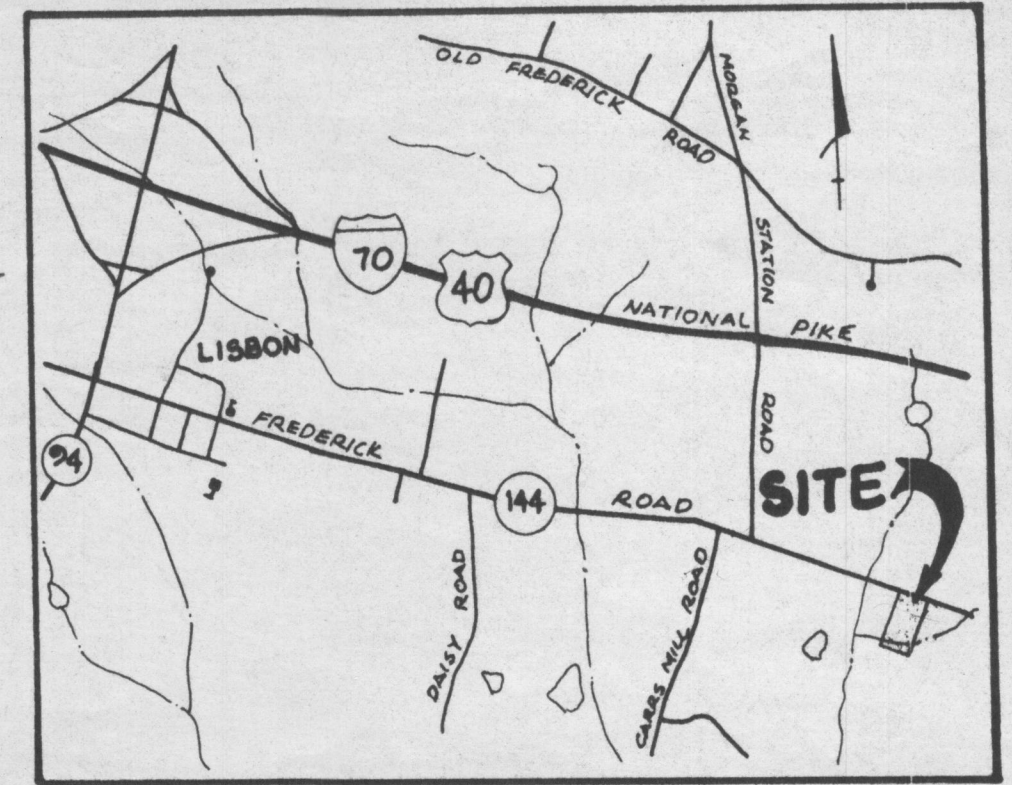 OLD FREDERICK ROAD
MORGAN STATION ROAD
70
40
NATIONAL PIKE
LISBON
FREDERICK ROAD
94
144
SITE
DAISY ROAD
CARRS MILL ROAD